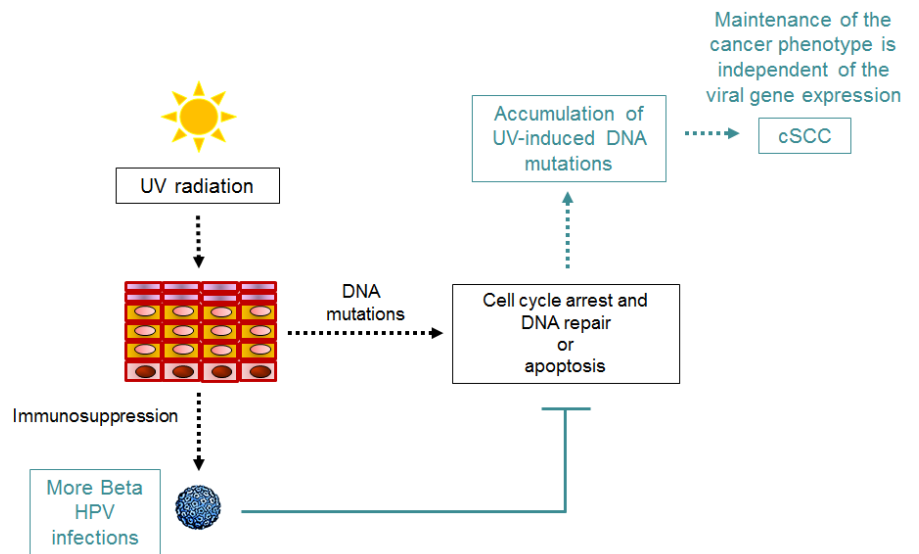 Maintenance of the
cancer phenotype is
independent of the
viral gene expression
Accumulation of
UV-induced DNA
mutations
cSCC
UV radiation
DNA
mutations
Cell cycle arrest and
DNA repair
or
apoptosis
Immunosuppression
More Beta
HPV
infections